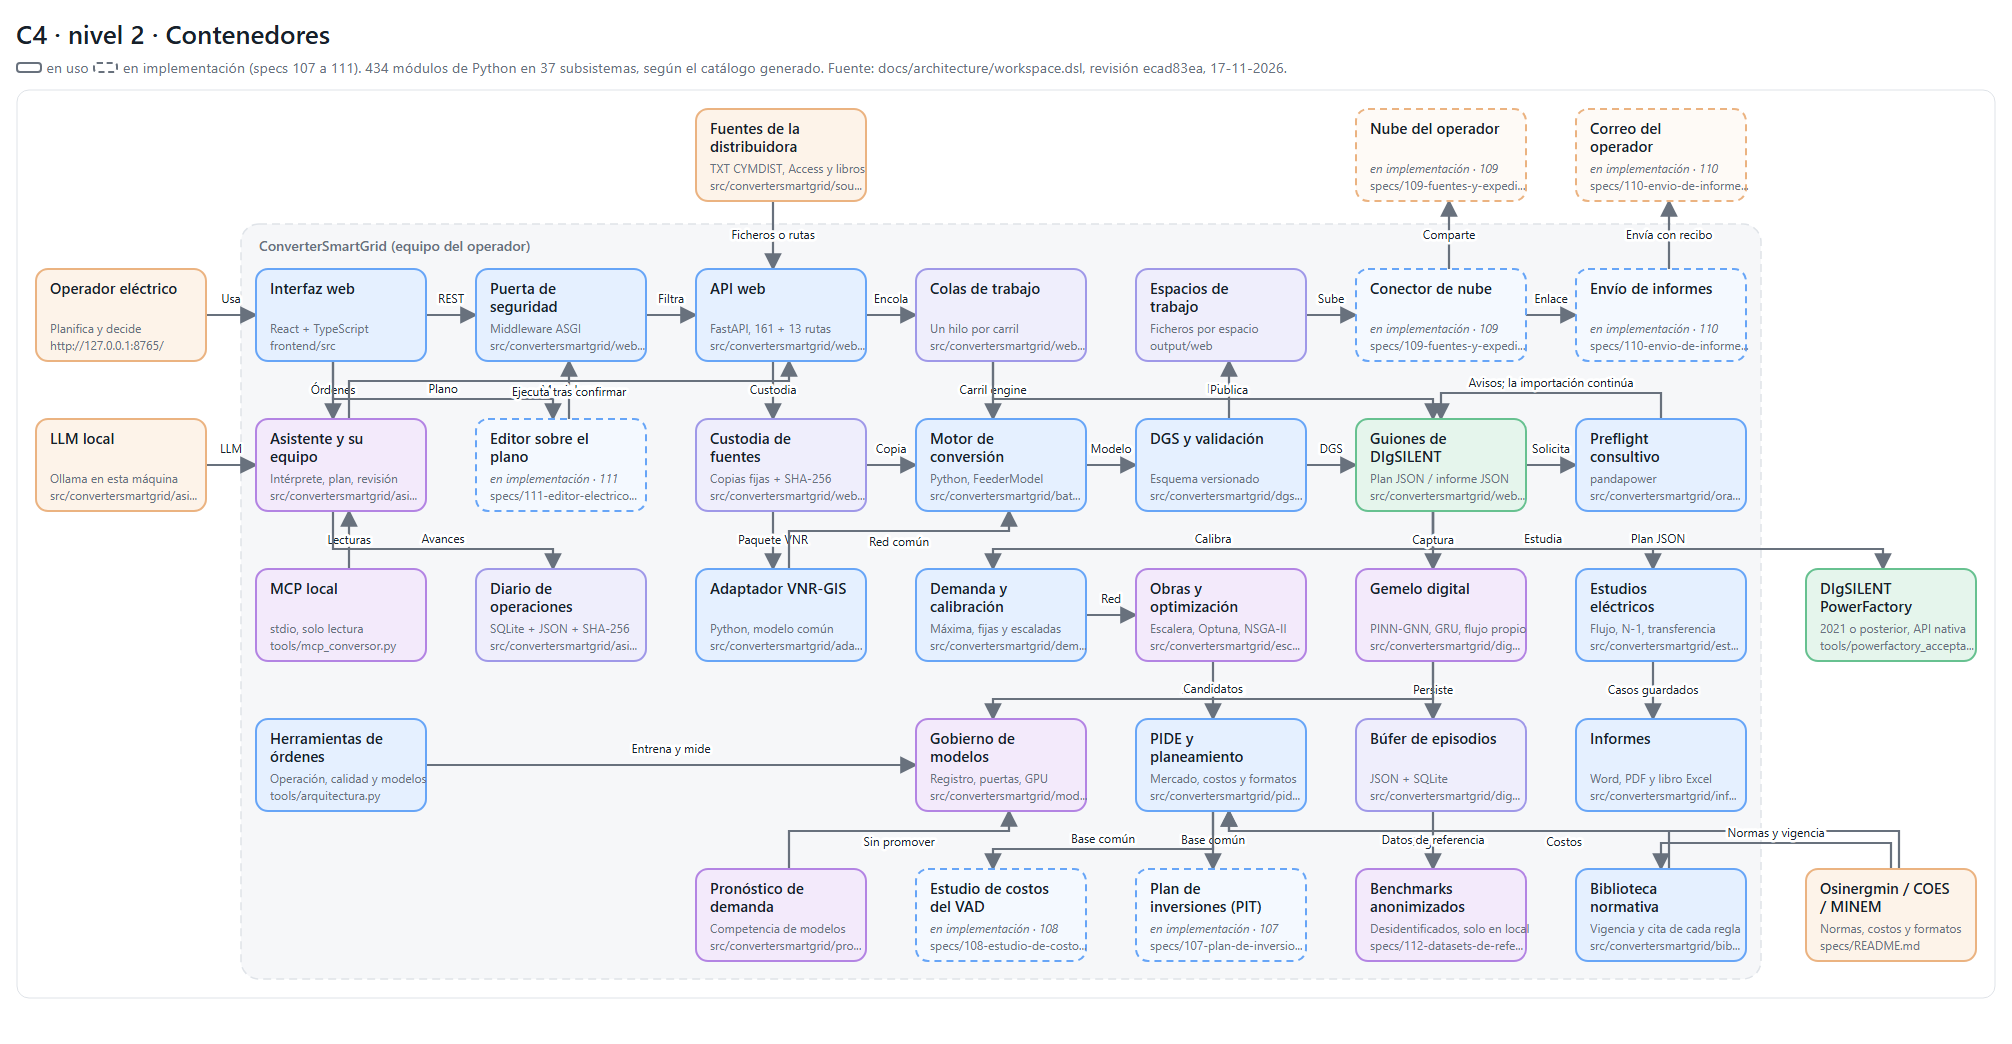 C4 · nivel 2 · Contenedores
en uso
en implementación (specs 107 a 111). 434 módulos de Python en 37 subsistemas, según el catálogo generado. Fuente: docs/architecture/workspace.dsl, revisión ecad83ea, 17-11-2026.
Fuentes de la
distribuidora
TXT CYMDIST, Access y libros
src/convertersmartgrid/sou...
Nube del operador
en implementación · 109
specs/109-fuentes-y-expedi...
Correo del
operador
en implementación · 110
specs/110-envio-de-informe...
Ficheros o rutas
Comparte
Envía con recibo
ConverterSmartGrid (equipo del operador)
Operador eléctrico
Planifica y decide
http://127.0.0.1:8765/
Usa
Interfaz web
React + TypeScript
frontend/src
REST
Puerta de
seguridad
Middleware ASGI
src/convertersmartgrid/web...
Filtra
API web
FastAPI, 161 + 13 rutas
src/convertersmartgrid/web...
Encola
Colas de trabajo
Un hilo por carril
src/convertersmartgrid/web...
Espacios de
trabajo
Ficheros por espacio
output/web
Sube
Conector de nube
en implementación · 109
specs/109-fuentes-y-expedi...
Enlace
Envío de informes
en implementación · 110
specs/110-envio-de-informe...
Órdenes
Plano
Ejecuta tras confirmar
Custodia
Carril engine
Publica
Avisos; la importación continúa
LLM local
Ollama en esta máquina
src/convertersmartgrid/asi...
LLM
Asistente y su
equipo
Intérprete, plan, revisión
src/convertersmartgrid/asi...
Editor sobre el
plano
en implementación · 111
specs/111-editor-electrico...
Custodia de
fuentes
Copias fijas + SHA-256
src/convertersmartgrid/web...
Copia
Motor de
conversión
Python, FeederModel
src/convertersmartgrid/bat...
Modelo
DGS y validación
Esquema versionado
src/convertersmartgrid/dgs...
DGS
Guiones de
DIgSILENT
Plan JSON / informe JSON
src/convertersmartgrid/web...
Solicita
Preflight
consultivo
pandapower
src/convertersmartgrid/ora...
Lecturas
Avances
Paquete VNR
Red común
Calibra
Captura
Estudia
Plan JSON
MCP local
stdio, solo lectura
tools/mcp_conversor.py
Diario de
operaciones
SQLite + JSON + SHA-256
src/convertersmartgrid/asi...
Adaptador VNR-GIS
Python, modelo común
src/convertersmartgrid/ada...
Demanda y
calibración
Máxima, fijas y escaladas
src/convertersmartgrid/dem...
Red
Obras y
optimización
Escalera, Optuna, NSGA-II
src/convertersmartgrid/esc...
Gemelo digital
PINN-GNN, GRU, flujo propio
src/convertersmartgrid/dig...
Estudios
eléctricos
Flujo, N-1, transferencia
src/convertersmartgrid/est...
DIgSILENT
PowerFactory
2021 o posterior, API nativa
tools/powerfactory_accepta...
Candidatos
Persiste
Casos guardados
Herramientas de
órdenes
Operación, calidad y modelos
tools/arquitectura.py
Entrena y mide
Gobierno de
modelos
Registro, puertas, GPU
src/convertersmartgrid/mod...
PIDE y
planeamiento
Mercado, costos y formatos
src/convertersmartgrid/pid...
Búfer de episodios
JSON + SQLite
src/convertersmartgrid/dig...
Informes
Word, PDF y libro Excel
src/convertersmartgrid/inf...
Sin promover
Base común
Base común
Datos de referencia
Costos
Normas y vigencia
Pronóstico de
demanda
Competencia de modelos
src/convertersmartgrid/pro...
Estudio de costos
del VAD
en implementación · 108
specs/108-estudio-de-costo...
Plan de
inversiones (PIT)
en implementación · 107
specs/107-plan-de-inversio...
Benchmarks
anonimizados
Desidentificados, solo en local
specs/112-datasets-de-refe...
Biblioteca
normativa
Vigencia y cita de cada regla
src/convertersmartgrid/bib...
Osinergmin / COES
/ MINEM
Normas, costos y formatos
specs/README.md